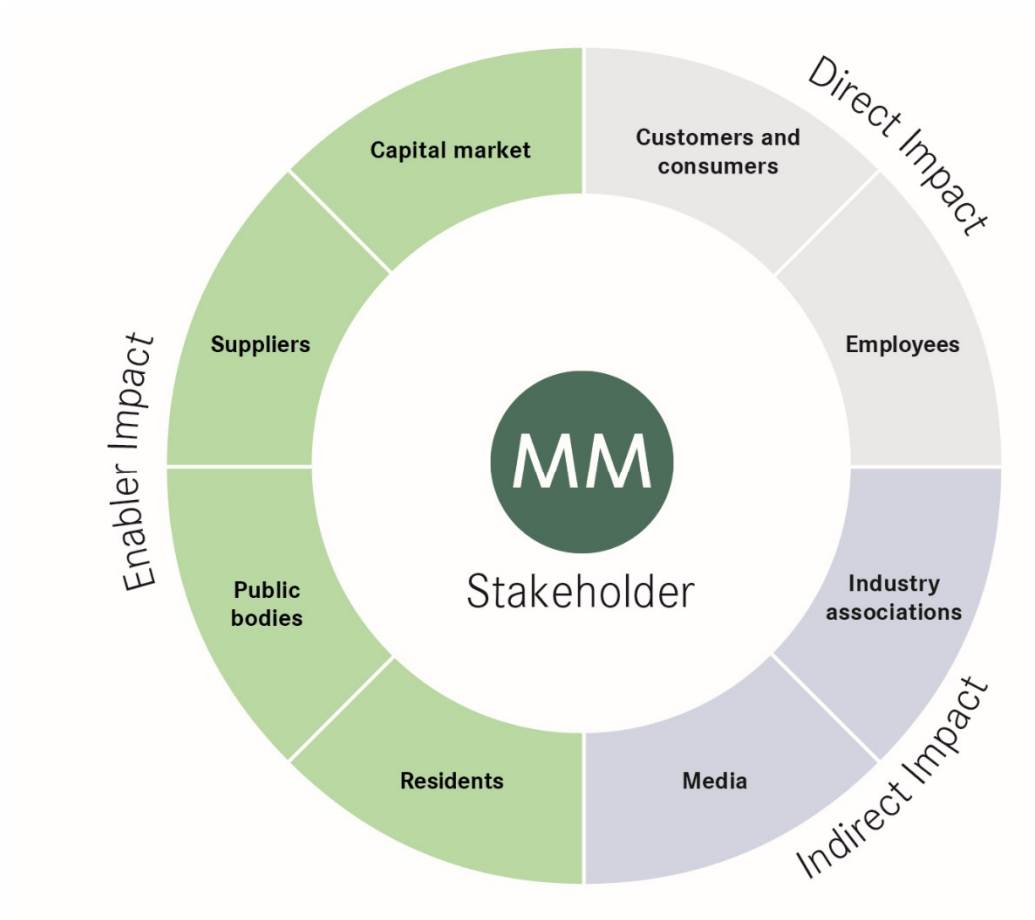 Direct Impact
Customers and
consumers
Employees
Industry
associations
Indirect Impact
Media
Residents
Public
bodies
Enabler Impact
Suppliers
Capital market
MM
Stakeholder